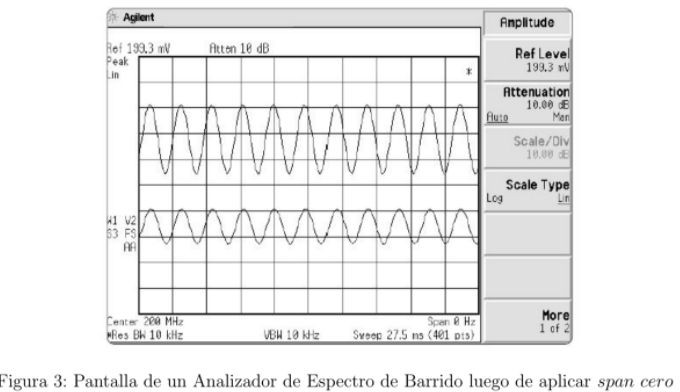 Agilent
Amplitude
Ref 199.3 mV Atten 10 dB
Peak
Lin
*
Ref Level
199.3 mV
Attenuation
10.00 dB
Auto Man
Scale/Div
10.00 dB
Scale Type
Log Lin
W1 V2
S3 FS
AA
Center 200 MHz Span 0 Hz
#Res BW 10 kHz VBW 10 kHz Sweep 27.5 ms (401 pts)
More
1 of 2
Figura 3: Pantalla de un Analizador de Espectro de Barrido luego de aplicar span cero